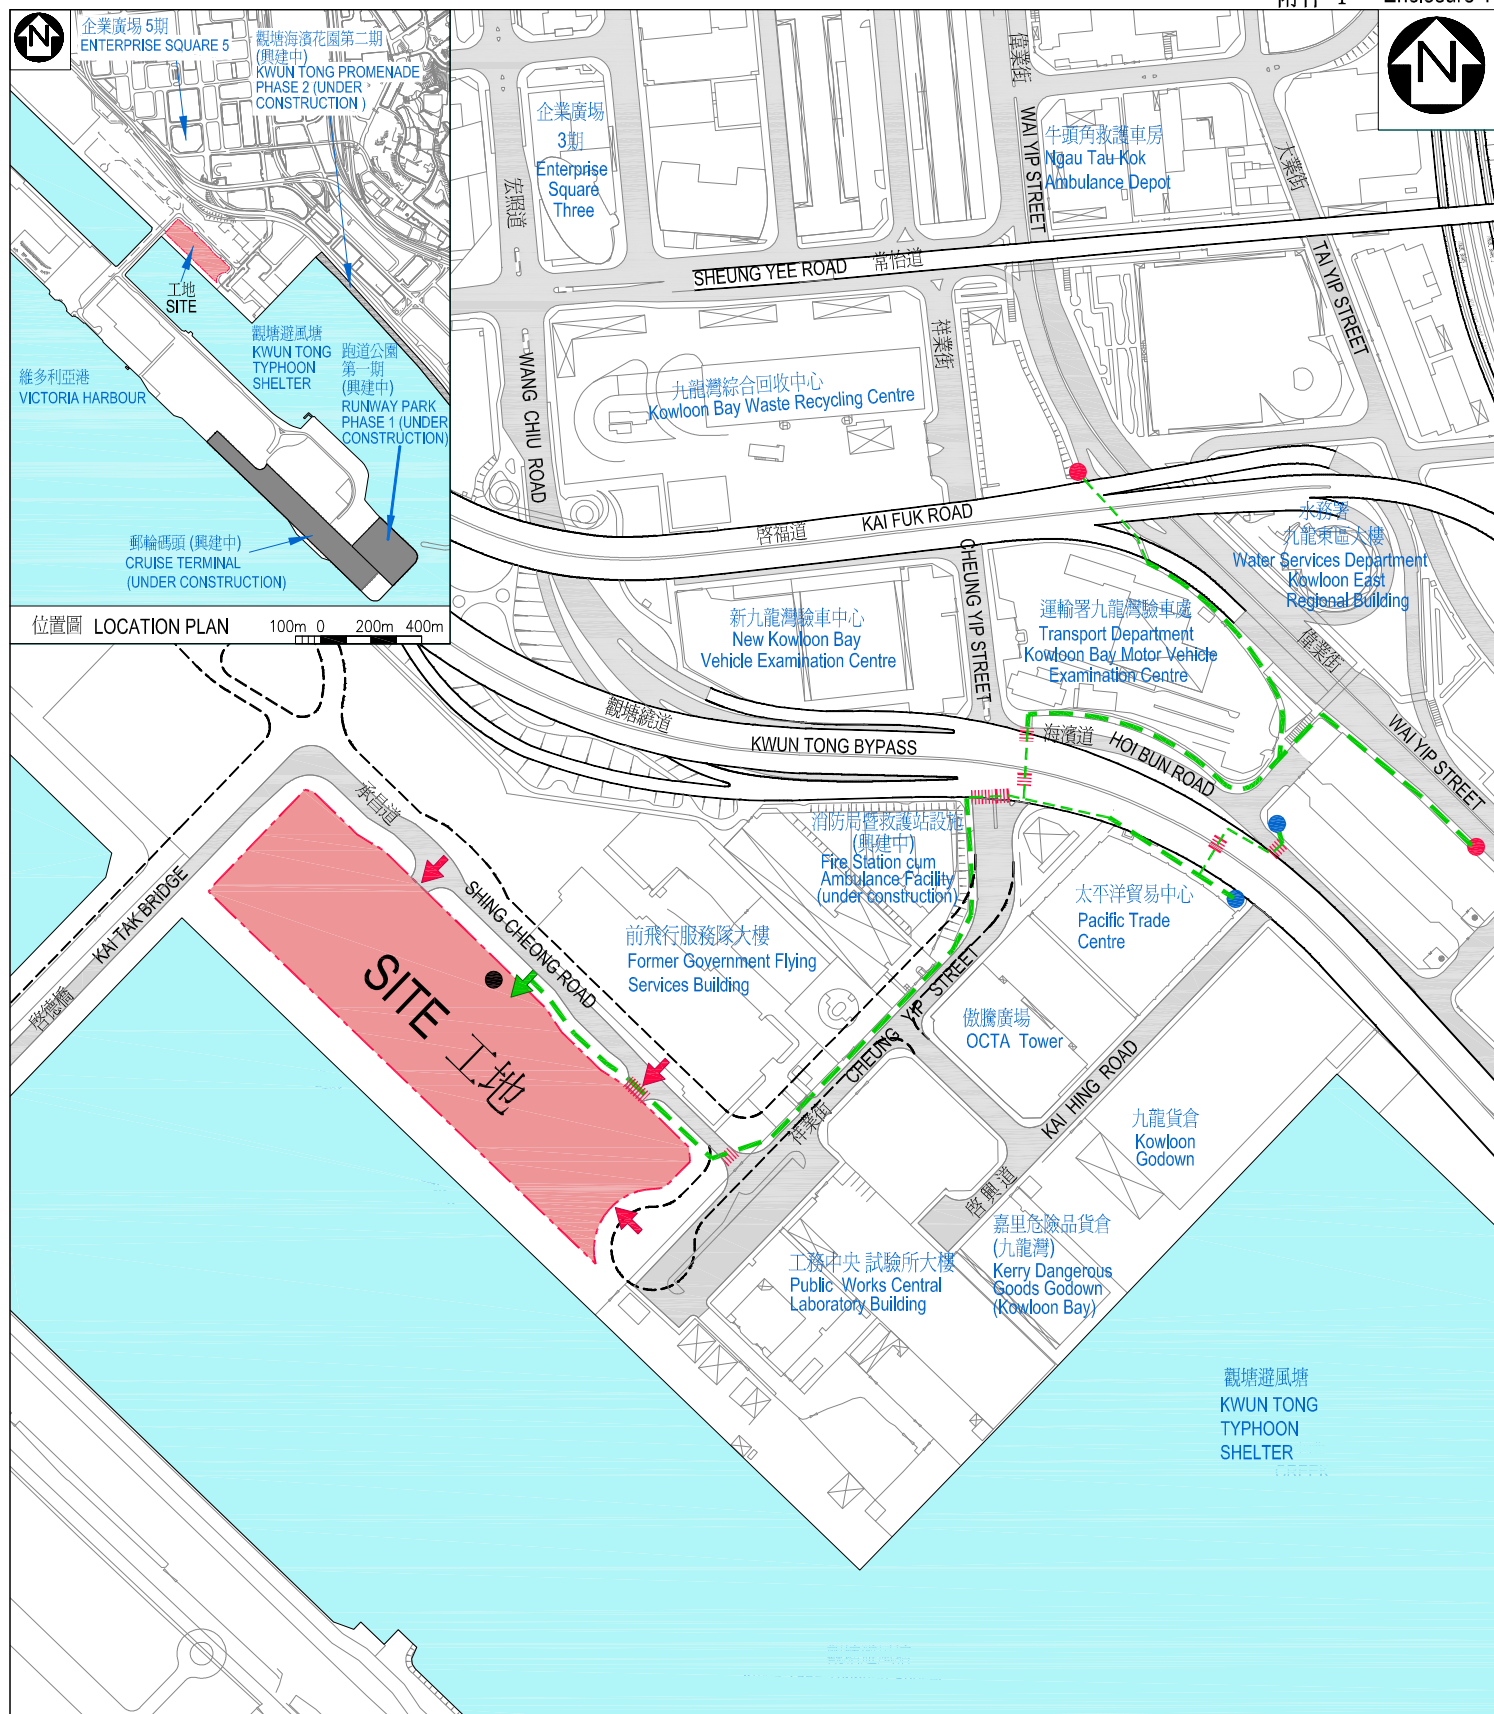 N
企業廣場 5期
ENTERPRISE SQUARE 5
觀塘海濱花園第二期
(興建中)
KWUN TONG PROMENADE
PHASE 2 (UNDER
CONSTRUCTION )
工地
SITE
觀塘避風塘
KWUN TONG
TYPHOON
SHELTER
跑道公園
第一期
(興建中)
RUNWAY PARK
PHASE 1 (UNDER
CONSTRUCTION)
維多利亞港
VICTORIA HARBOUR
郵輪碼頭 (興建中)
CRUISE TERMINAL
(UNDER CONSTRUCTION)
位置圖 LOCATION PLAN
100m 0 200m 400m
N
企業廣場
3期
Enterprise
Square
Three
宏照道
WANG CHIU ROAD
偉業街
WAI YIP STREET
牛頭角救護車房
Ngau Tau Kok
Ambulance Depot
大業街
TAI YIP STREET
SHEUNG YEE ROAD 常怡道
祥業街
九龍灣綜合回收中心
Kowloon Bay Waste Recycling Centre
啓福道
KAI FUK ROAD
CHEUNG YIP STREET
水務署
九龍東區大樓
Water Services Department
Kowloon East
Regional Building
新九龍灣驗車中心
New Kowloon Bay
Vehicle Examination Centre
運輸署九龍灣驗車處
Transport Department
Kowloon Bay Motor Vehicle
Examination Centre
偉業街
WAI YIP STREET
觀塘繞道
KWUN TONG BYPASS
海濱道
HOI BUN ROAD
承昌道
SHING CHEONG ROAD
消防局暨救護站設施
(興建中)
Fire Station cum
Ambulance Facility
(under construction)
太平洋貿易中心
Pacific Trade
Centre
KAI TAK BRIDGE
啓德橋
前飛行服務隊大樓
Former Government Flying
Services Building
SITE 工地
CHEUNG YIP STREET
祥業街
傲騰廣場
OCTA Tower
KAI HING ROAD
啓興道
九龍貨倉
Kowloon
Godown
工務中央 試驗所大樓
Public Works Central
Laboratory Building
嘉里危險品貨倉
(九龍灣)
Kerry Dangerous
Goods Godown
(Kowloon Bay)
觀塘避風塘
KWUN TONG
TYPHOON
SHELTER